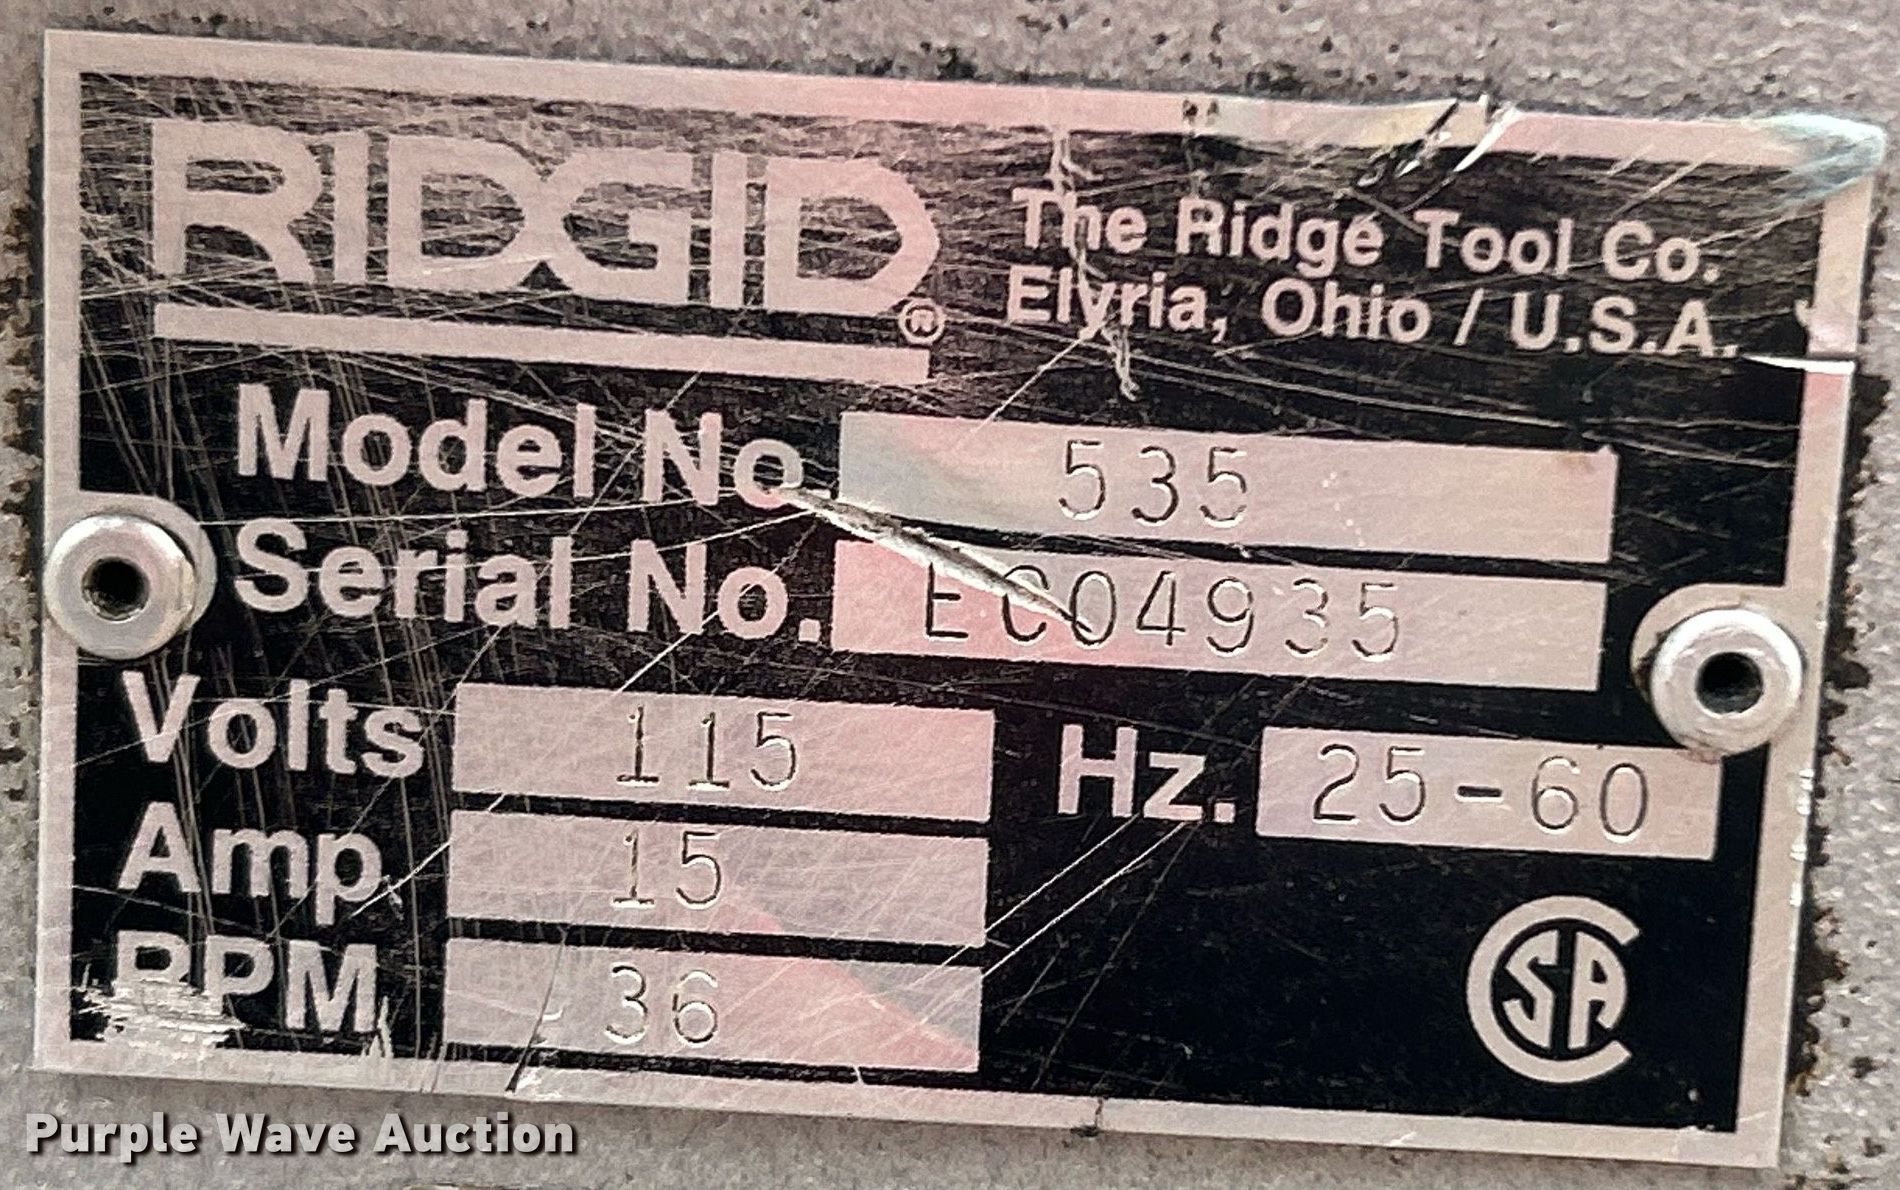 RIDGID®
The Ridge Tool Co.
Elyria, Ohio / U.S.A.
Model No. 535
Serial No. EC04935
Volts 115 Hz. 25-60
Amp. 15
RPM 36
CSA
Purple Wave Auction